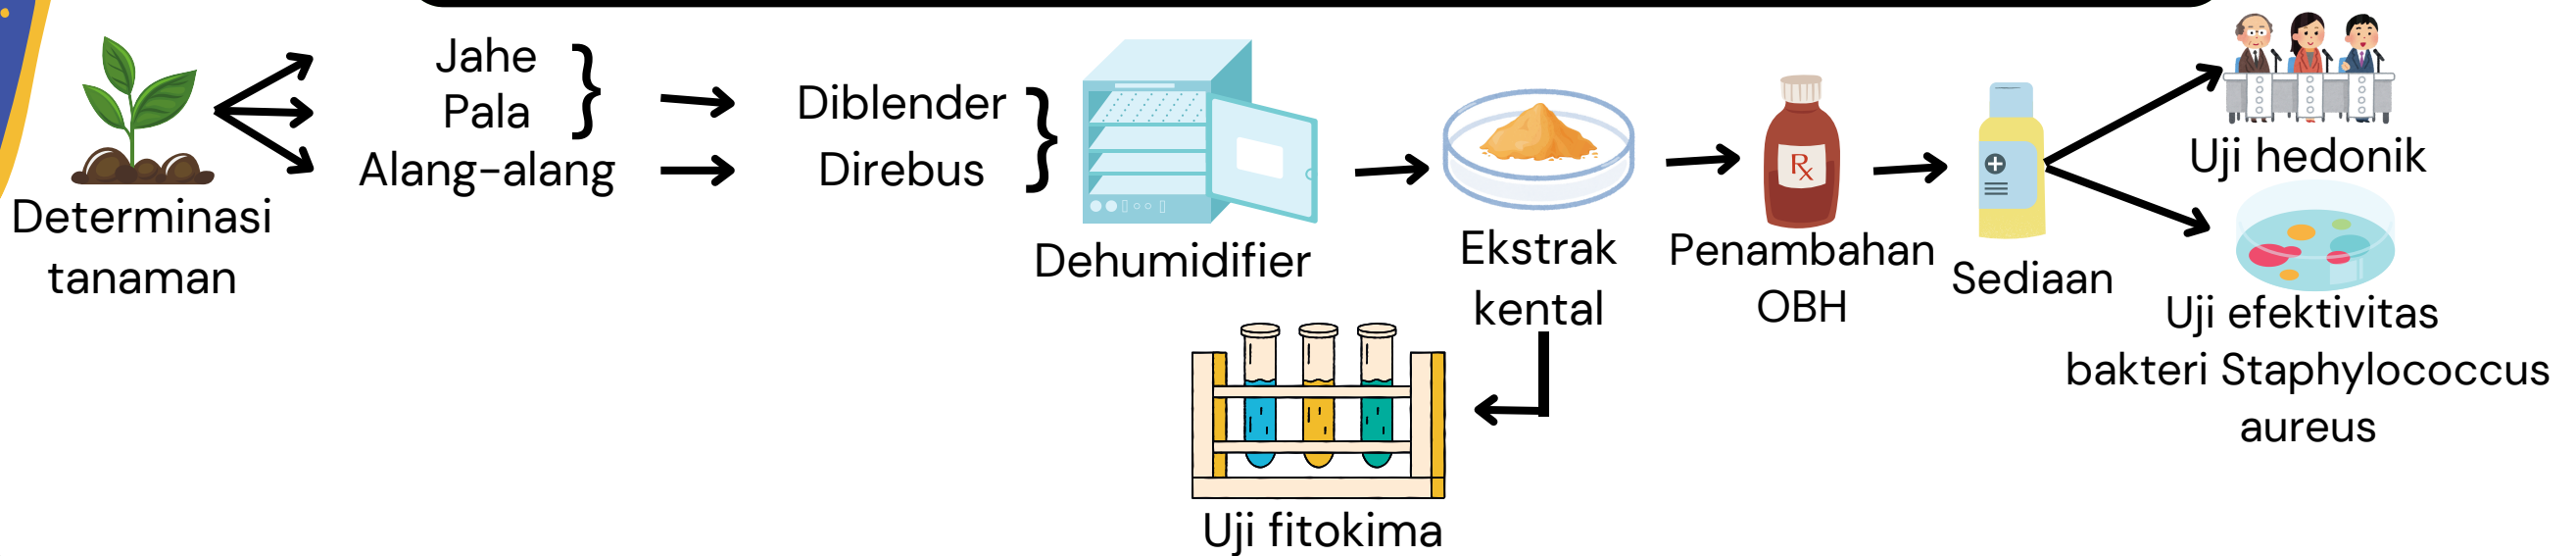 Determinasi
tanaman
Jahe
Pala
Alang-alang
Diblender
Direbus
Dehumidifier
Ekstrak
kental
Uji fitokima
Rx
Penambahan
OBH
Sediaan
Uji hedonik
Uji efektivitas
bakteri Staphylococcus
aureus